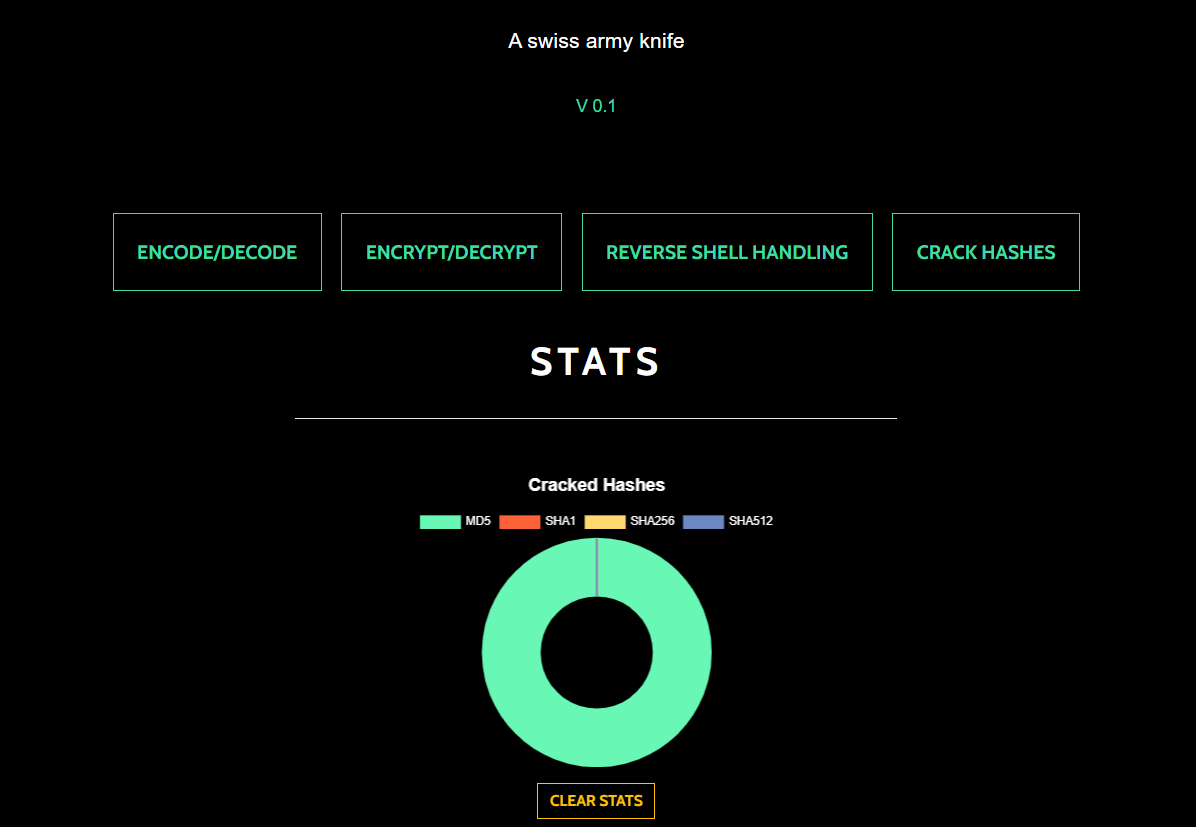 A swiss army knife
V 0.1
ENCODE/DECODE ENCRYPT/DECRYPT REVERSE SHELL HANDLING CRACK HASHES
STATS
Cracked Hashes
MD5 SHA1 SHA256 SHA512
CLEAR STATS